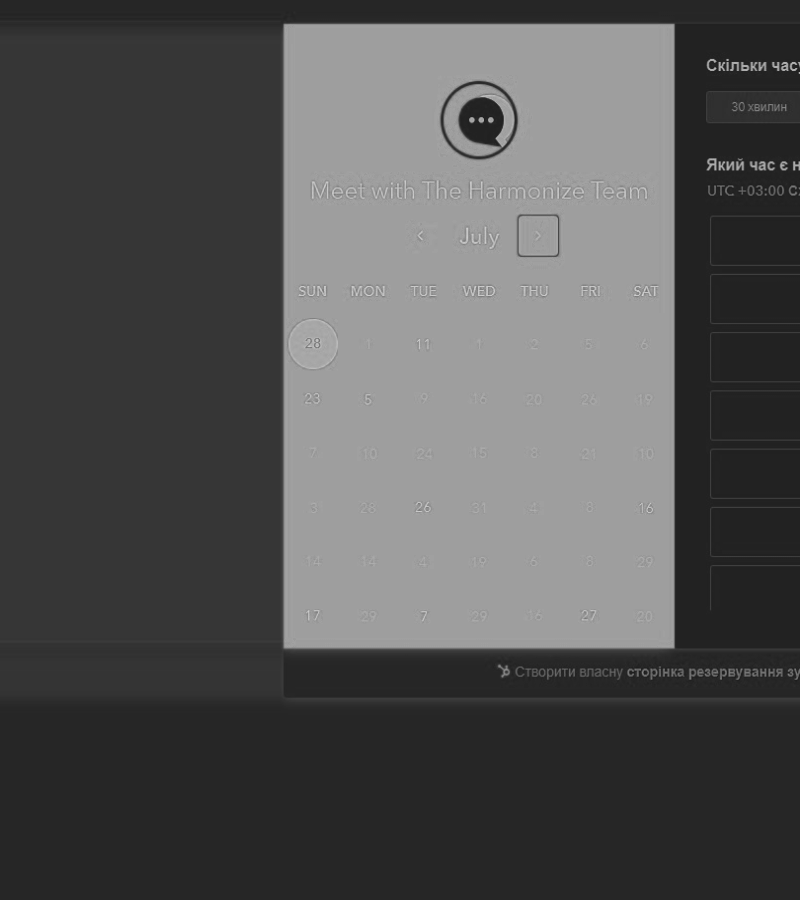 Meet with The Harmonize Team
July
SUN MON TUE WED THU FRI SAT
28 1 11 1 2 5 6
23 5 9 16 20 26 19
7 10 24 15 8 21 10
3 28 26 31 4 16
14 14 4 19 6 8 29
17 29 7 29 16 27 20
Скільки часу
30 хвилин
Який час є н
UTC +03:00
Створити власну сторінка резервування зу